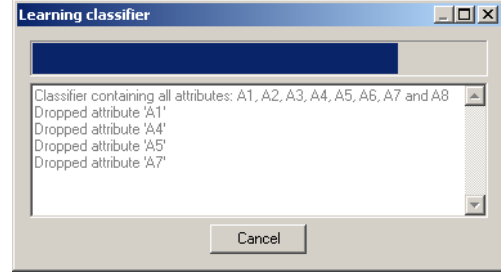 Learning classifier
Classifier containing all attributes: A1, A2, A3, A4, A5, A6, A7 and A8
Dropped attribute 'A1'
Dropped attribute 'A4'
Dropped attribute 'A5'
Dropped attribute 'A7'
Cancel